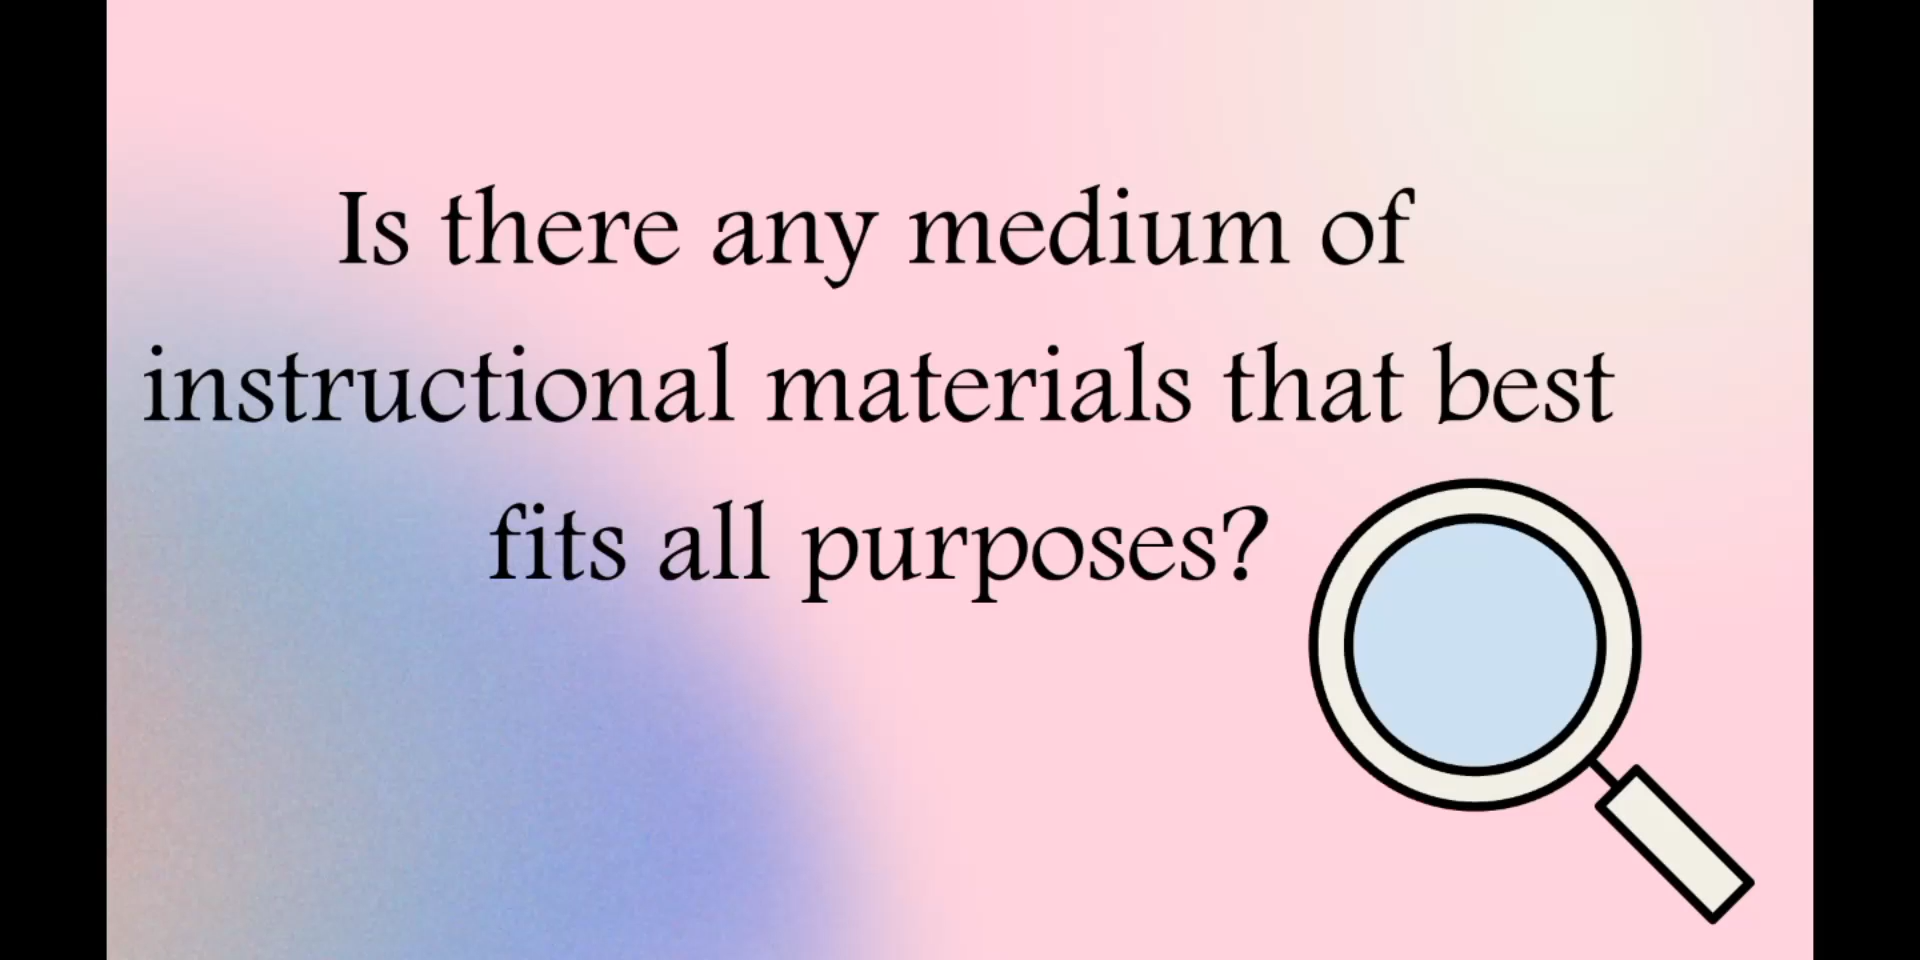 Is there any medium of
instructional materials that best
fits all purposes?